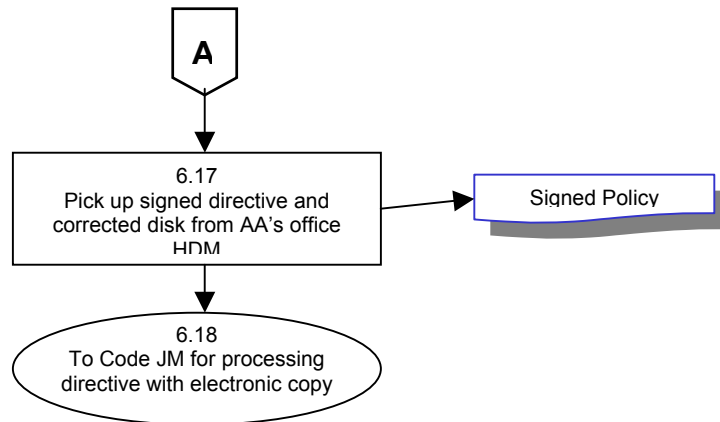 A
6.17
Pick up signed directive and
corrected disk from AA's office
HDM
Signed Policy
6.18
To Code JM for processing
directive with electronic copy